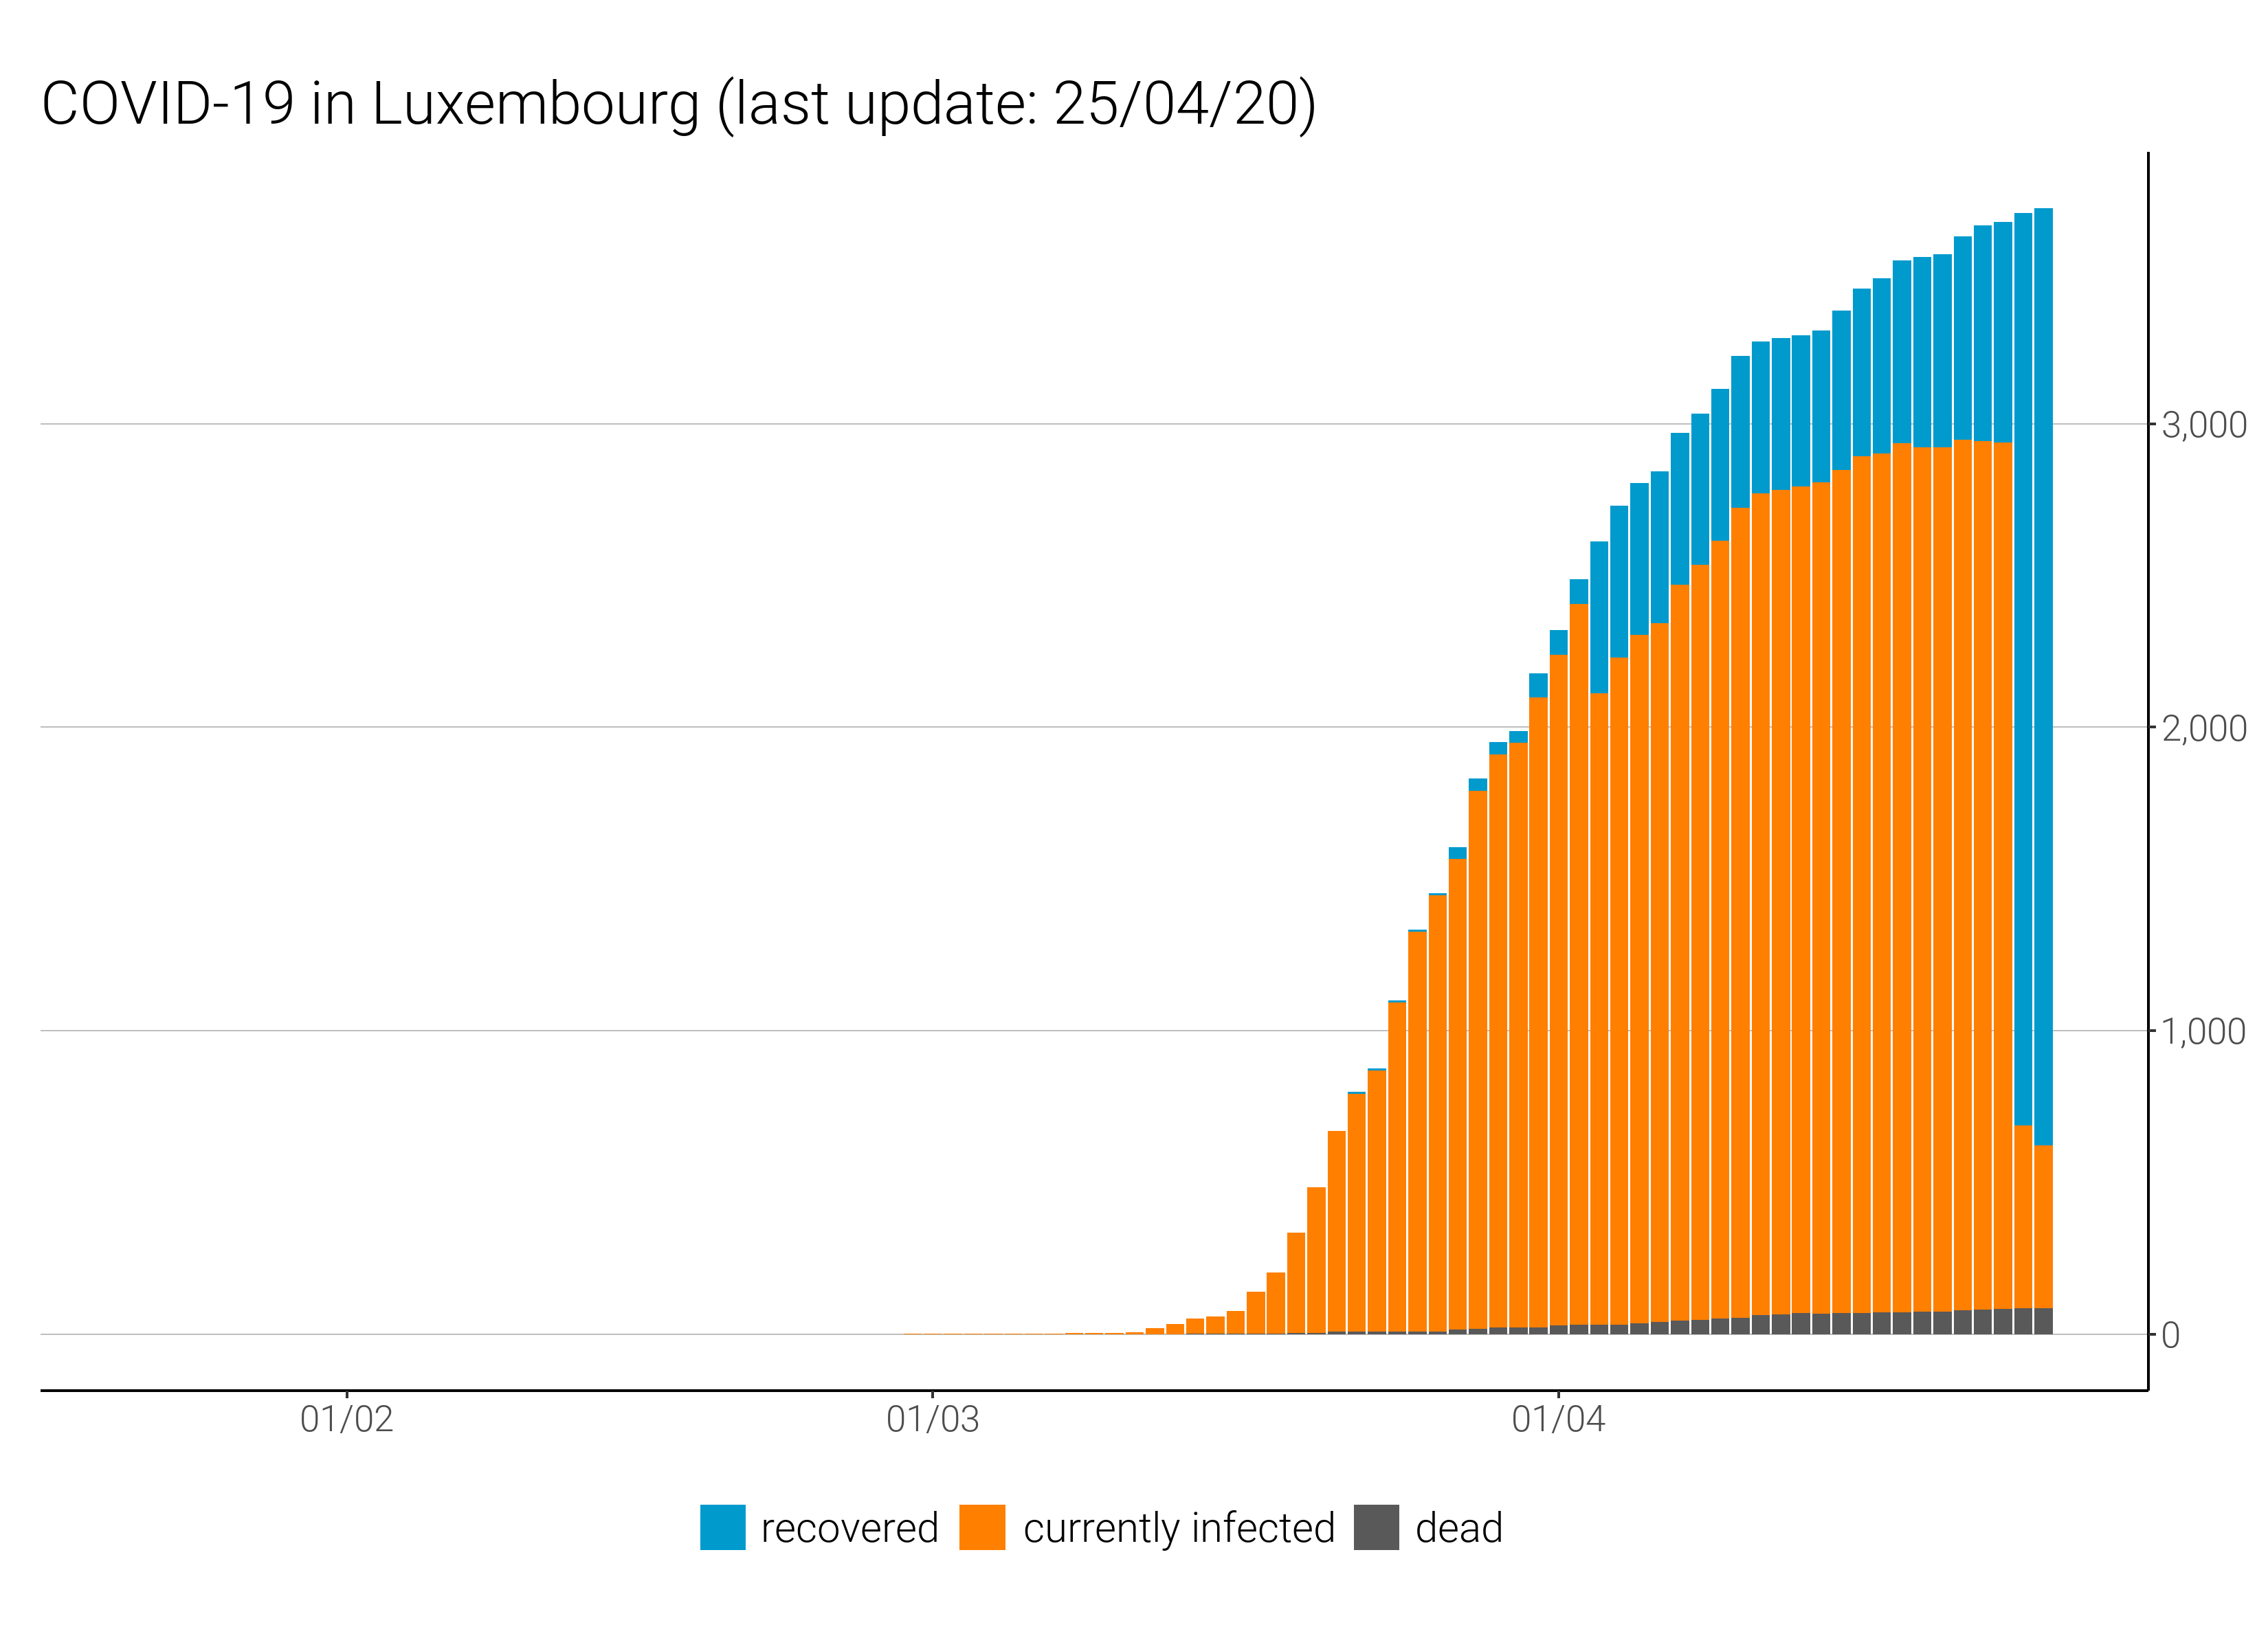 COVID-19 in Luxembourg (last update: 25/04/20)
3,000
2,000
1,000
0
01/02 01/03 01/04
recovered currently infected dead